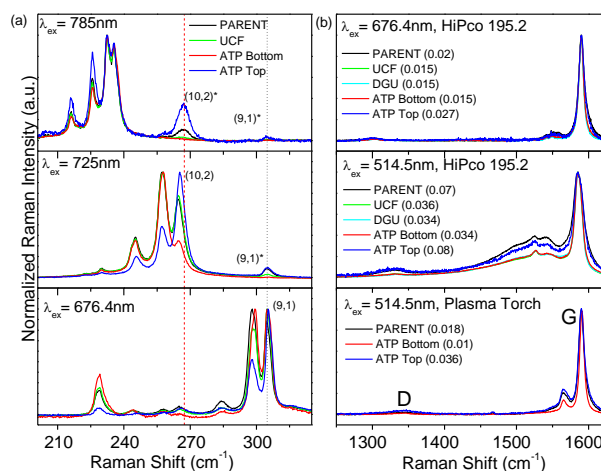 (a)
λex = 785nm
PARENT
UCF
ATP Bottom
ATP Top
(10,2)*
(9,1)*
λex = 725nm
(10,2)
(9,1)*
λex = 676.4nm
(9,1)
210 240 270 300
Raman Shift (cm-1)
Normalized Raman Intensity (a.u.)
(b)
λex = 676.4nm, HiPco 195.2
PARENT (0.02)
UCF (0.015)
DGU (0.015)
ATP Bottom (0.015)
ATP Top (0.027)
λex = 514.5nm, HiPco 195.2
PARENT (0.07)
UCF (0.036)
DGU (0.034)
ATP Bottom (0.034)
ATP Top (0.08)
λex = 514.5nm, Plasma Torch
PARENT (0.018)
ATP Bottom (0.01)
ATP Top (0.036)
G
D
1300 1400 1500 1600
Raman Shift (cm-1)